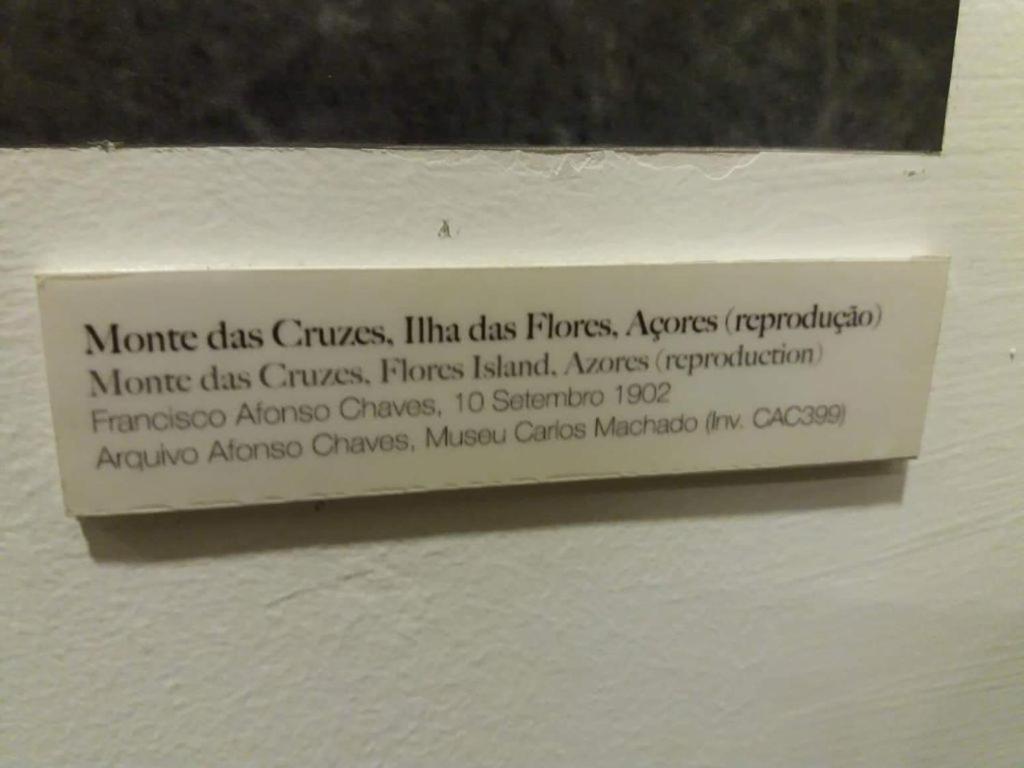 Monte das Cruzes, Ilha das Flores, Açores (reprodução)
Monte das Cruzes, Flores Island, Azores (reproduction)
Francisco Afonso Chaves, 10 Setembro 1902
Arquivo Afonso Chaves, Museu Carlos Machado (Inv. CAC399)